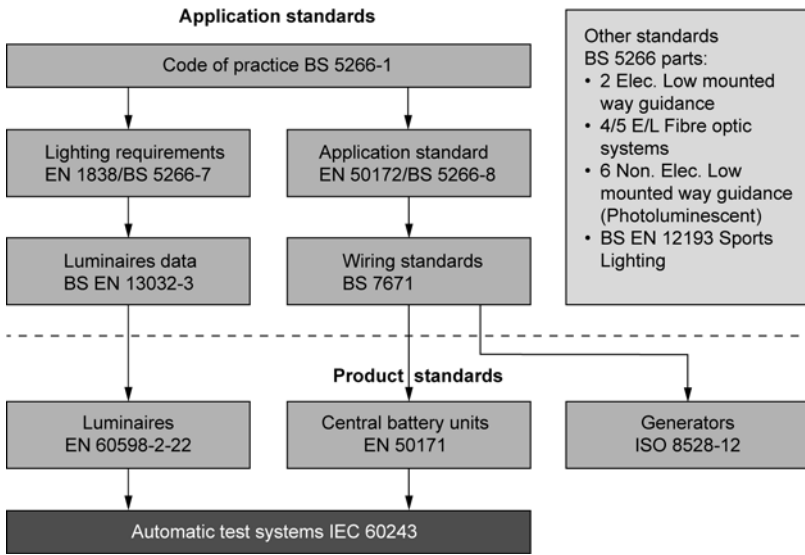 Application standards
Code of practice BS 5266-1
Lighting requirements
EN 1838/BS 5266-7
Application standard
EN 50172/BS 5266-8
Luminaires data
BS EN 13032-3
Wiring standards
BS 7671
Other standards
BS 5266 parts:
• 2 Elec. Low mounted
way guidance
• 4/5 E/L Fibre optic
systems
• 6 Non. Elec. Low
mounted way guidance
(Photoluminescent)
• BS EN 12193 Sports
Lighting
Product standards
Luminaires
EN 60598-2-22
Central battery units
EN 50171
Generators
ISO 8528-12
Automatic test systems IEC 60243